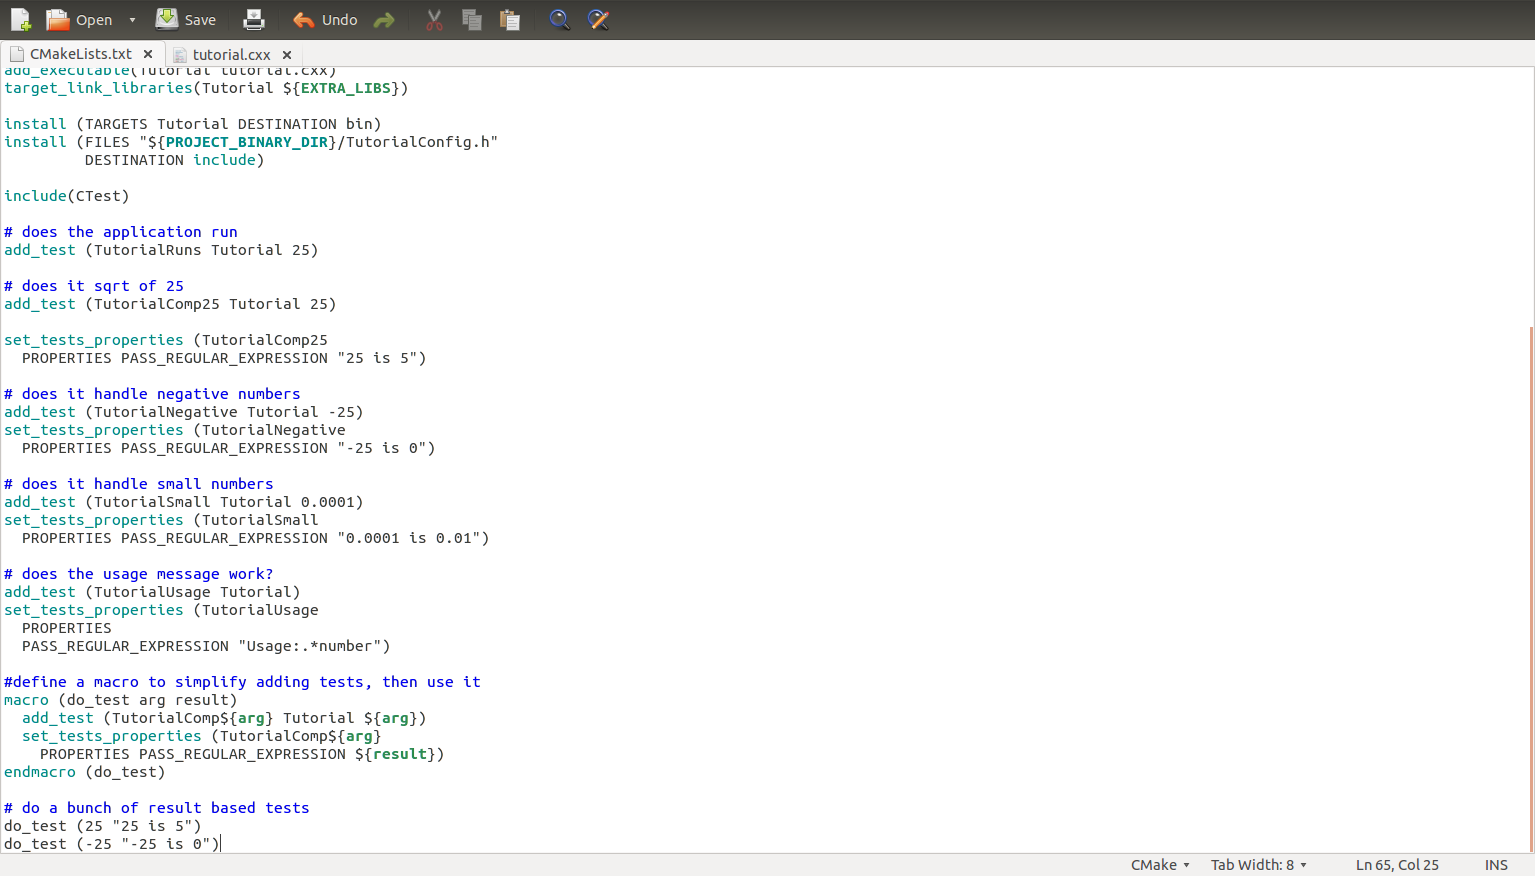 Open Save Undo
CMakeLists.txt tutorial.cxx
add_executable(Tutorial tutorial.cxx)
target_link_libraries(Tutorial ${EXTRA_LIBS})
install (TARGETS Tutorial DESTINATION bin)
install (FILES "${PROJECT_BINARY_DIR}/TutorialConfig.h"
DESTINATION include)
include(CTest)
# does the application run
add_test (TutorialRuns Tutorial 25)
# does it sqrt of 25
add_test (TutorialComp25 Tutorial 25)
set_tests_properties (TutorialComp25
PROPERTIES PASS_REGULAR_EXPRESSION "25 is 5")
# does it handle negative numbers
add_test (TutorialNegative Tutorial -25)
set_tests_properties (TutorialNegative
PROPERTIES PASS_REGULAR_EXPRESSION "-25 is 0")
# does it handle small numbers
add_test (TutorialSmall Tutorial 0.0001)
set_tests_properties (TutorialSmall
PROPERTIES PASS_REGULAR_EXPRESSION "0.0001 is 0.01")
# does the usage message work?
add_test (TutorialUsage Tutorial)
set_tests_properties (TutorialUsage
PROPERTIES
PASS_REGULAR_EXPRESSION "Usage:.*number")
#define a macro to simplify adding tests, then use it
macro (do_test arg result)
add_test (TutorialComp${arg} Tutorial ${arg})
set_tests_properties (TutorialComp${arg}
PROPERTIES PASS_REGULAR_EXPRESSION ${result})
endmacro (do_test)
# do a bunch of result based tests
do_test (25 "25 is 5")
do_test (-25 "-25 is 0")
CMake Tab Width: 8 Ln 65, Col 25 INS